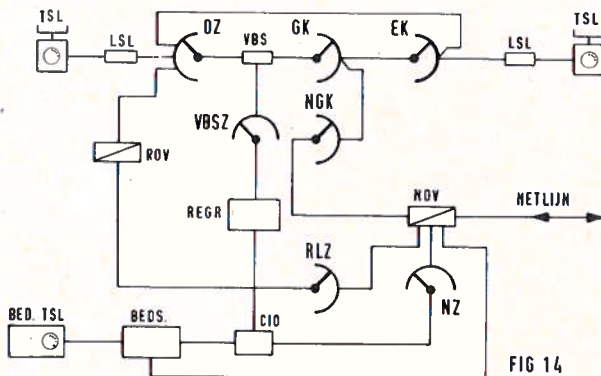 TSL
LSL
OZ
VBS
GK
EK
LSL
TSL
VBSZ
NGK
ROV
REGR
NOV
NETLIJN
RLZ
NZ
BED. TSL
BEDS.
CIO
FIG 14